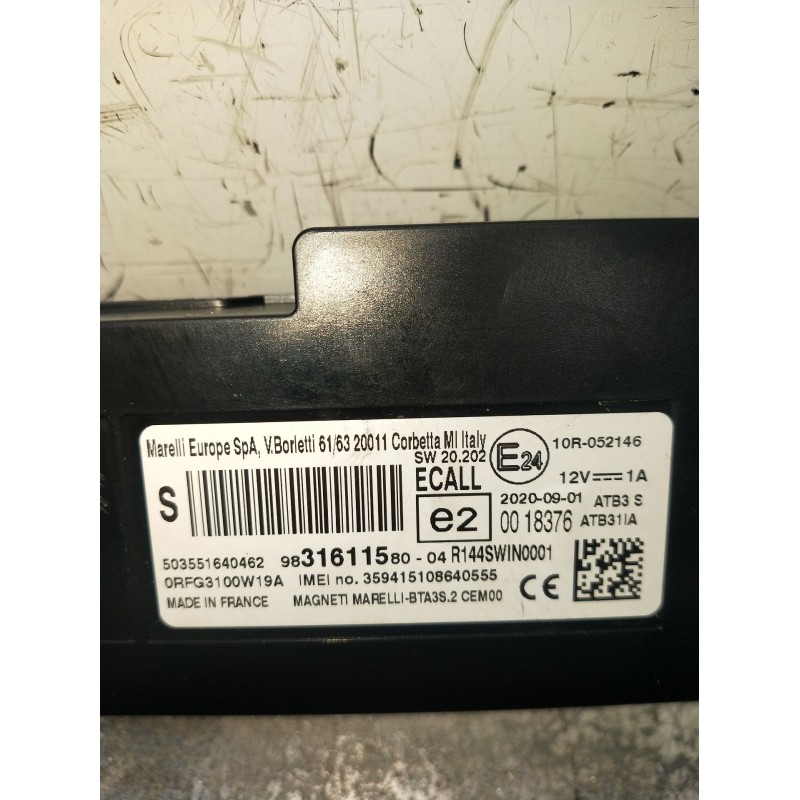 Marelli Europe SpA, V.Borletti 61/63 20011 Corbetta MI Italy
SW 20.202
E24
10R-052146
S
ECALL
12V 1A
2020-09-01 ATB3 S
e2
00 18376 ATB31IA
503551640462 9831611580-04 R144SWIN0001
0RFG3100W19A IMEI no. 359415108640555
CE
MADE IN FRANCE MAGNETI MARELLI-BTA3S.2 CEM00